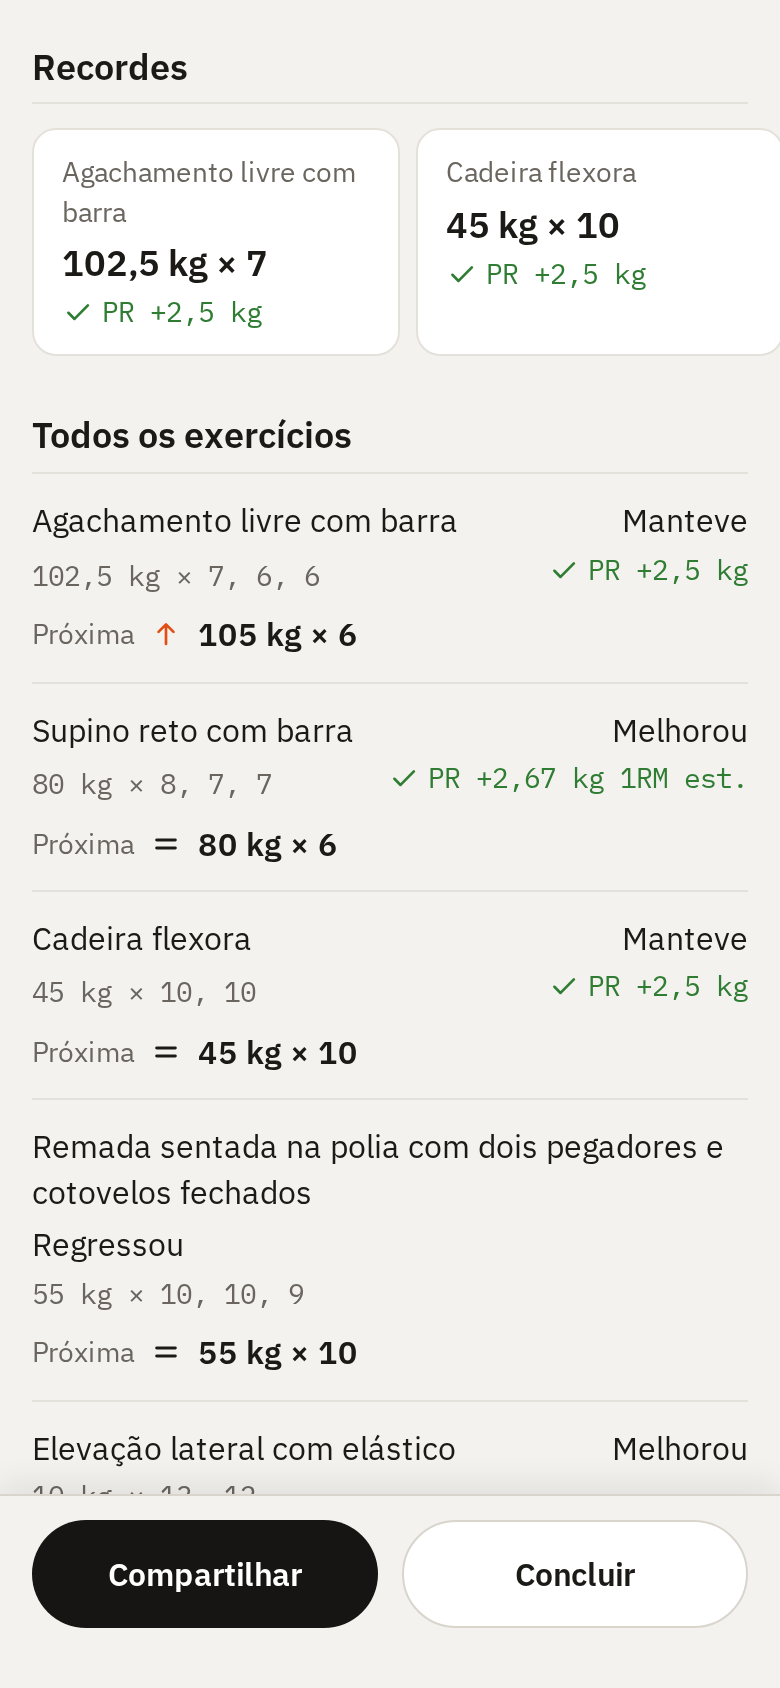 Recordes
Agachamento livre com
barra
102,5 kg × 7
✓ PR +2,5 kg
Cadeira flexora
45 kg × 10
✓ PR +2,5 kg
Todos os exercícios
Agachamento livre com barra
Manteve
102,5 kg × 7, 6, 6
✓ PR +2,5 kg
Próxima ↑ 105 kg × 6
Supino reto com barra
Melhorou
80 kg × 8, 7, 7
✓ PR +2,67 kg 1RM est.
Próxima = 80 kg × 6
Cadeira flexora
Manteve
45 kg × 10, 10
✓ PR +2,5 kg
Próxima = 45 kg × 10
Remada sentada na polia com dois pegadores e
cotovelos fechados
Regressou
55 kg × 10, 10, 9
Próxima = 55 kg × 10
Elevação lateral com elástico
Melhorou
Compartilhar
Concluir